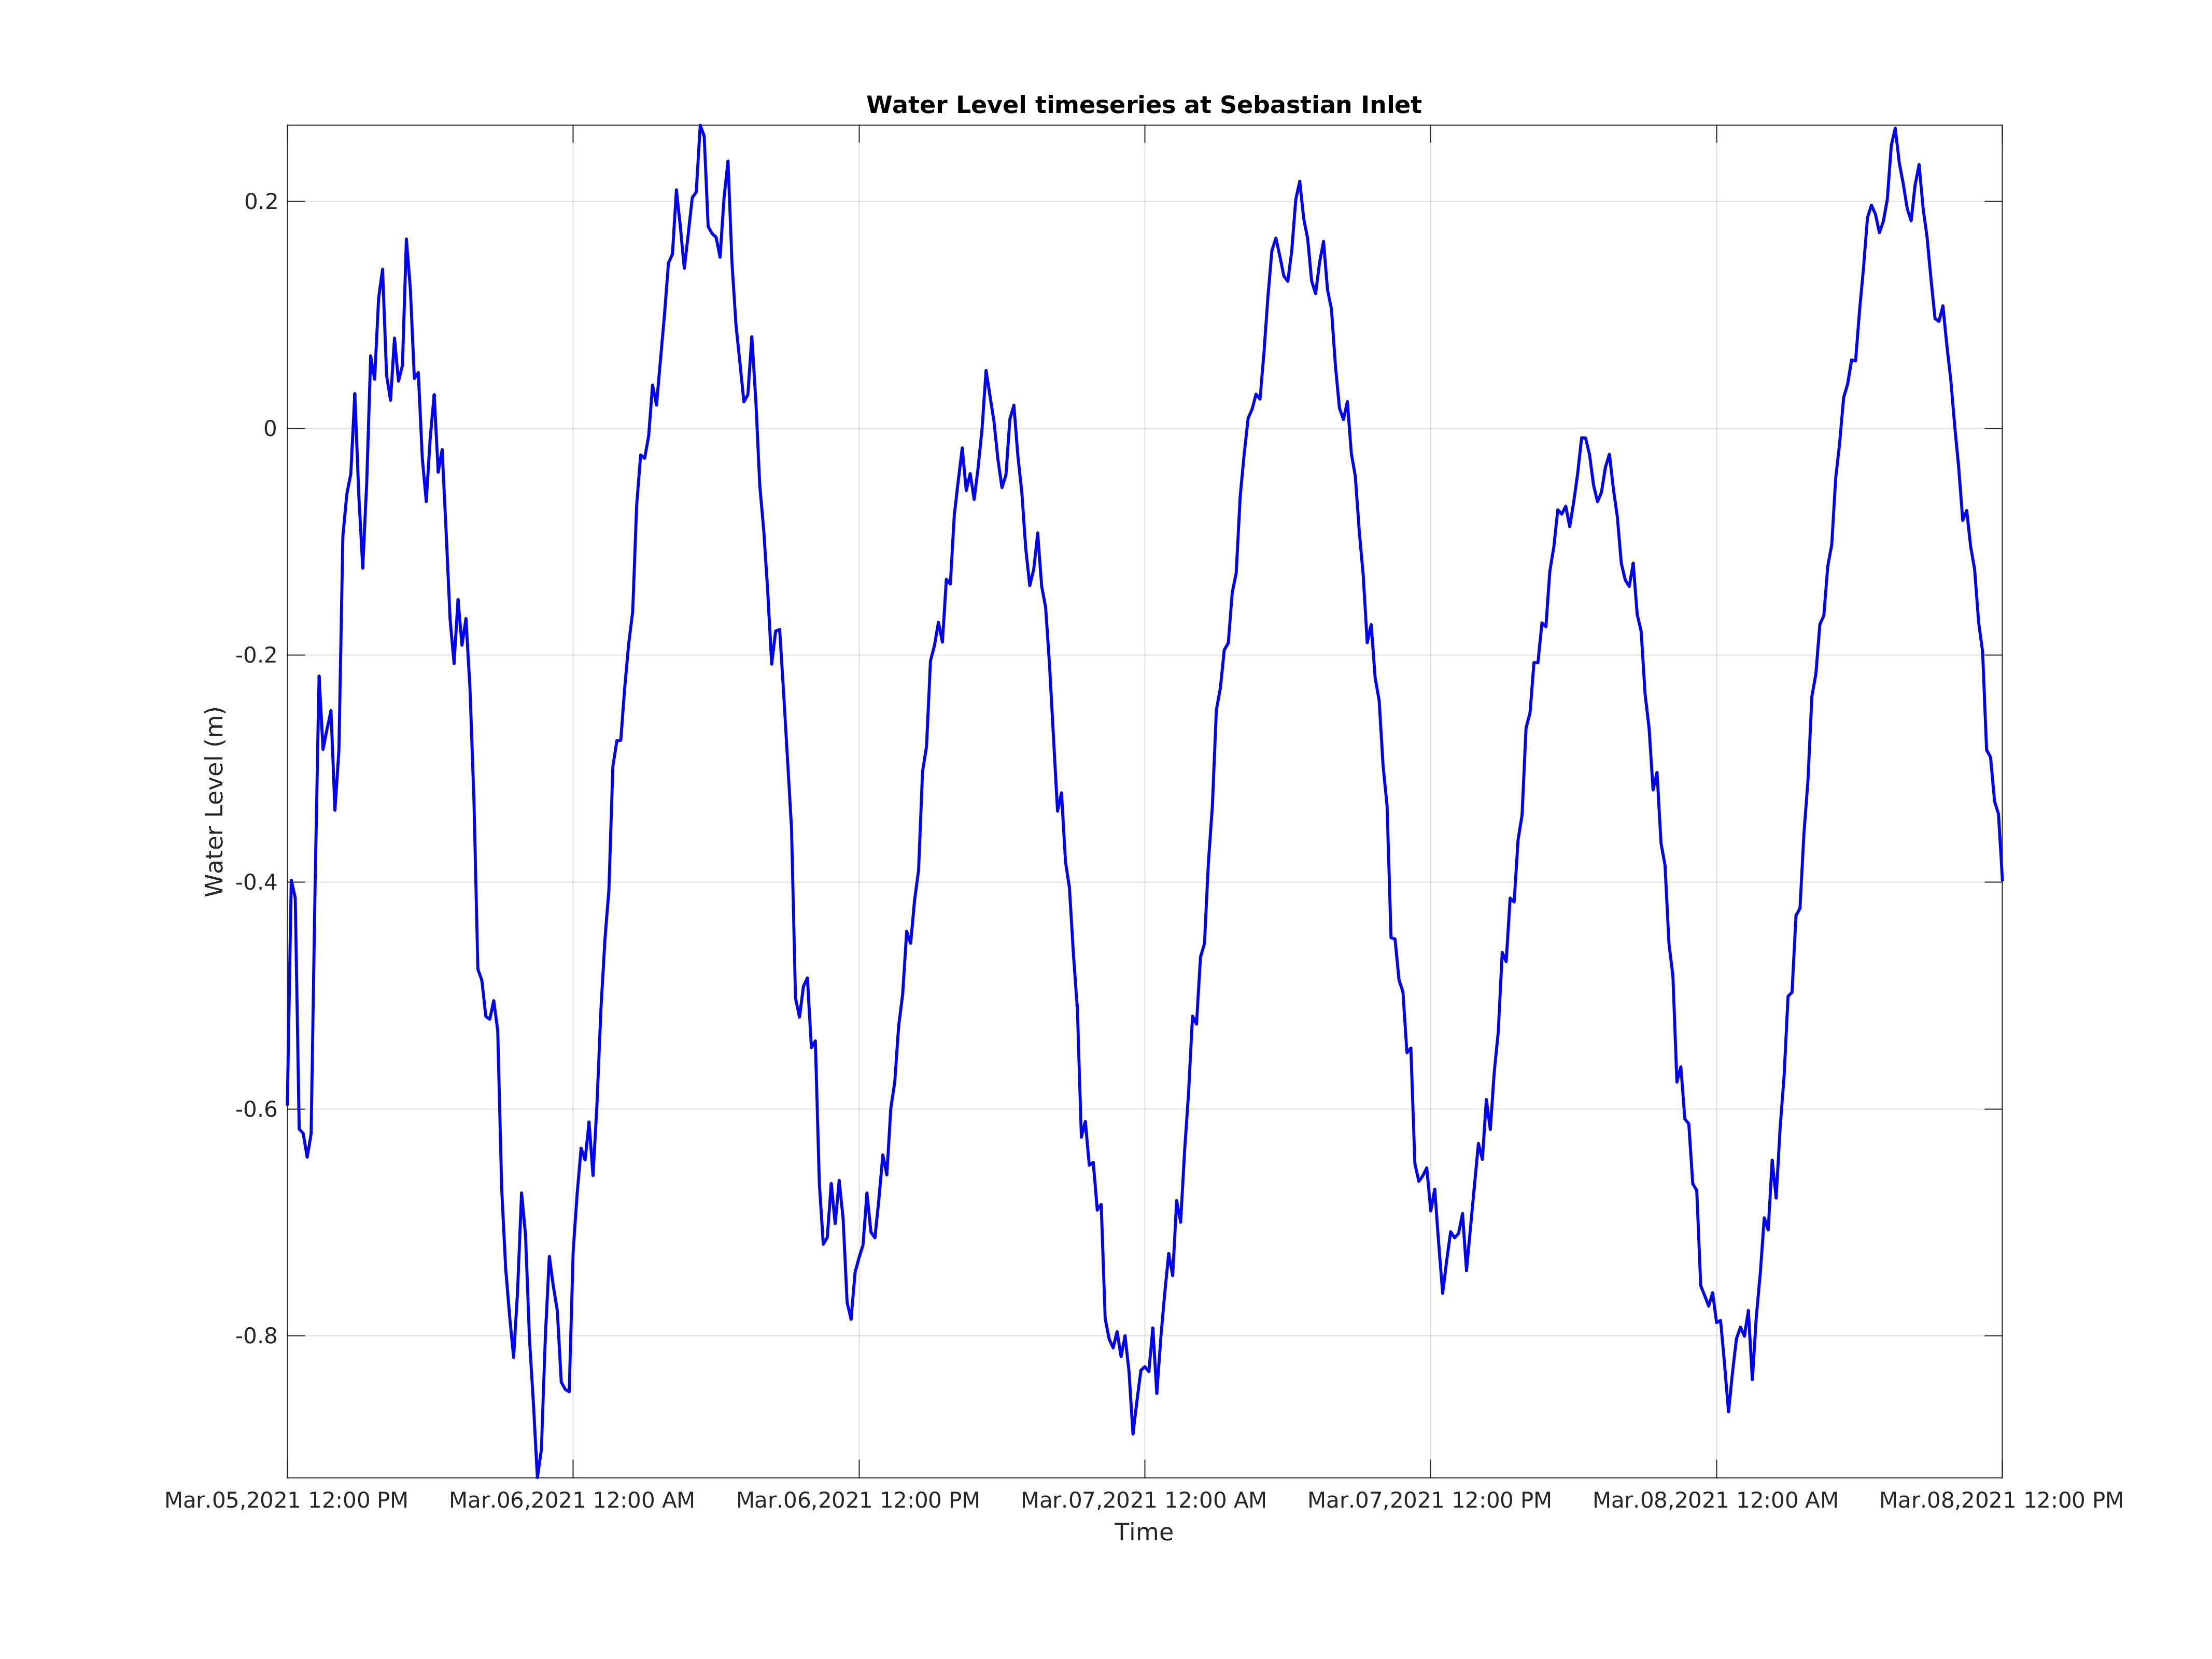 Water Level timeseries at Sebastian Inlet
0.2
0
-0.2
-0.4
-0.6
-0.8
Water Level (m)
Mar.05,2021 12:00 PM Mar.06,2021 12:00 AM Mar.06,2021 12:00 PM Mar.07,2021 12:00 AM Mar.07,2021 12:00 PM Mar.08,2021 12:00 AM Mar.08,2021 12:00 PM
Time